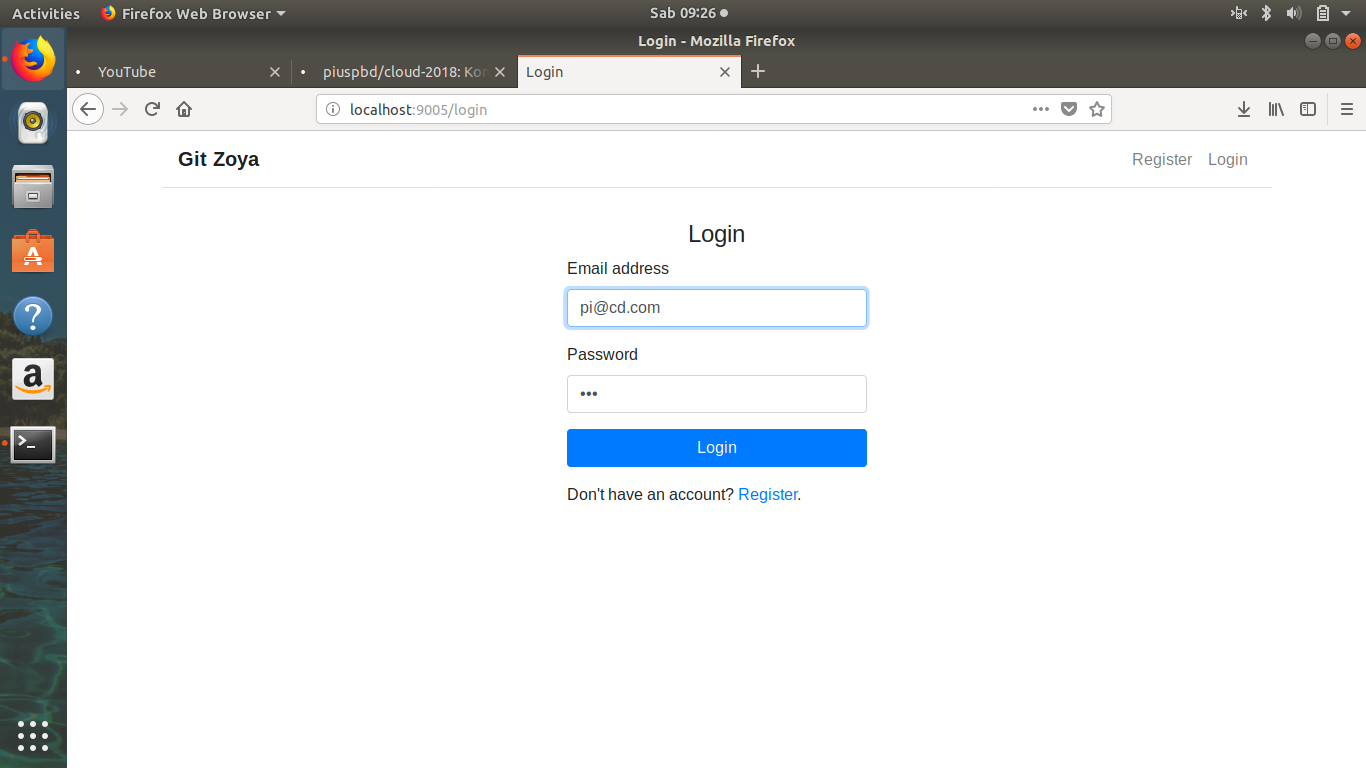 Activities Firefox Web Browser Sab 09:26
Login - Mozilla Firefox
YouTube piuspbd/cloud-2018: Kor Login
localhost:9005/login
Git Zoya Register Login
Login
Email address
pi@cd.com
Password
•••
Login
Don't have an account? Register.